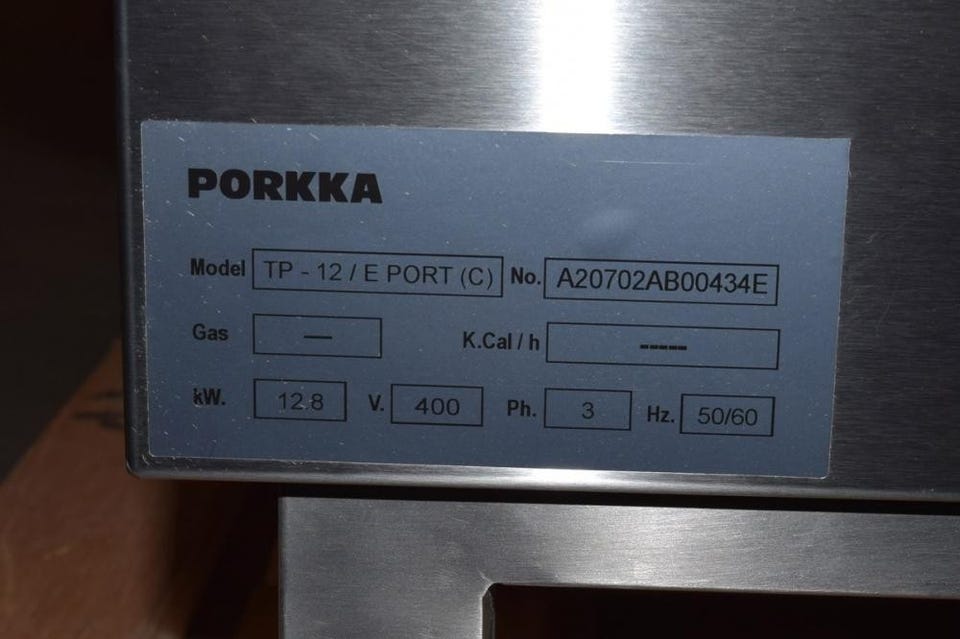 PORKKA
Model TP - 12 / E PORT (C) No. A20702AB00434E
Gas — K.Cal / h -----
kW. 12.8 V. 400 Ph. 3 Hz. 50/60